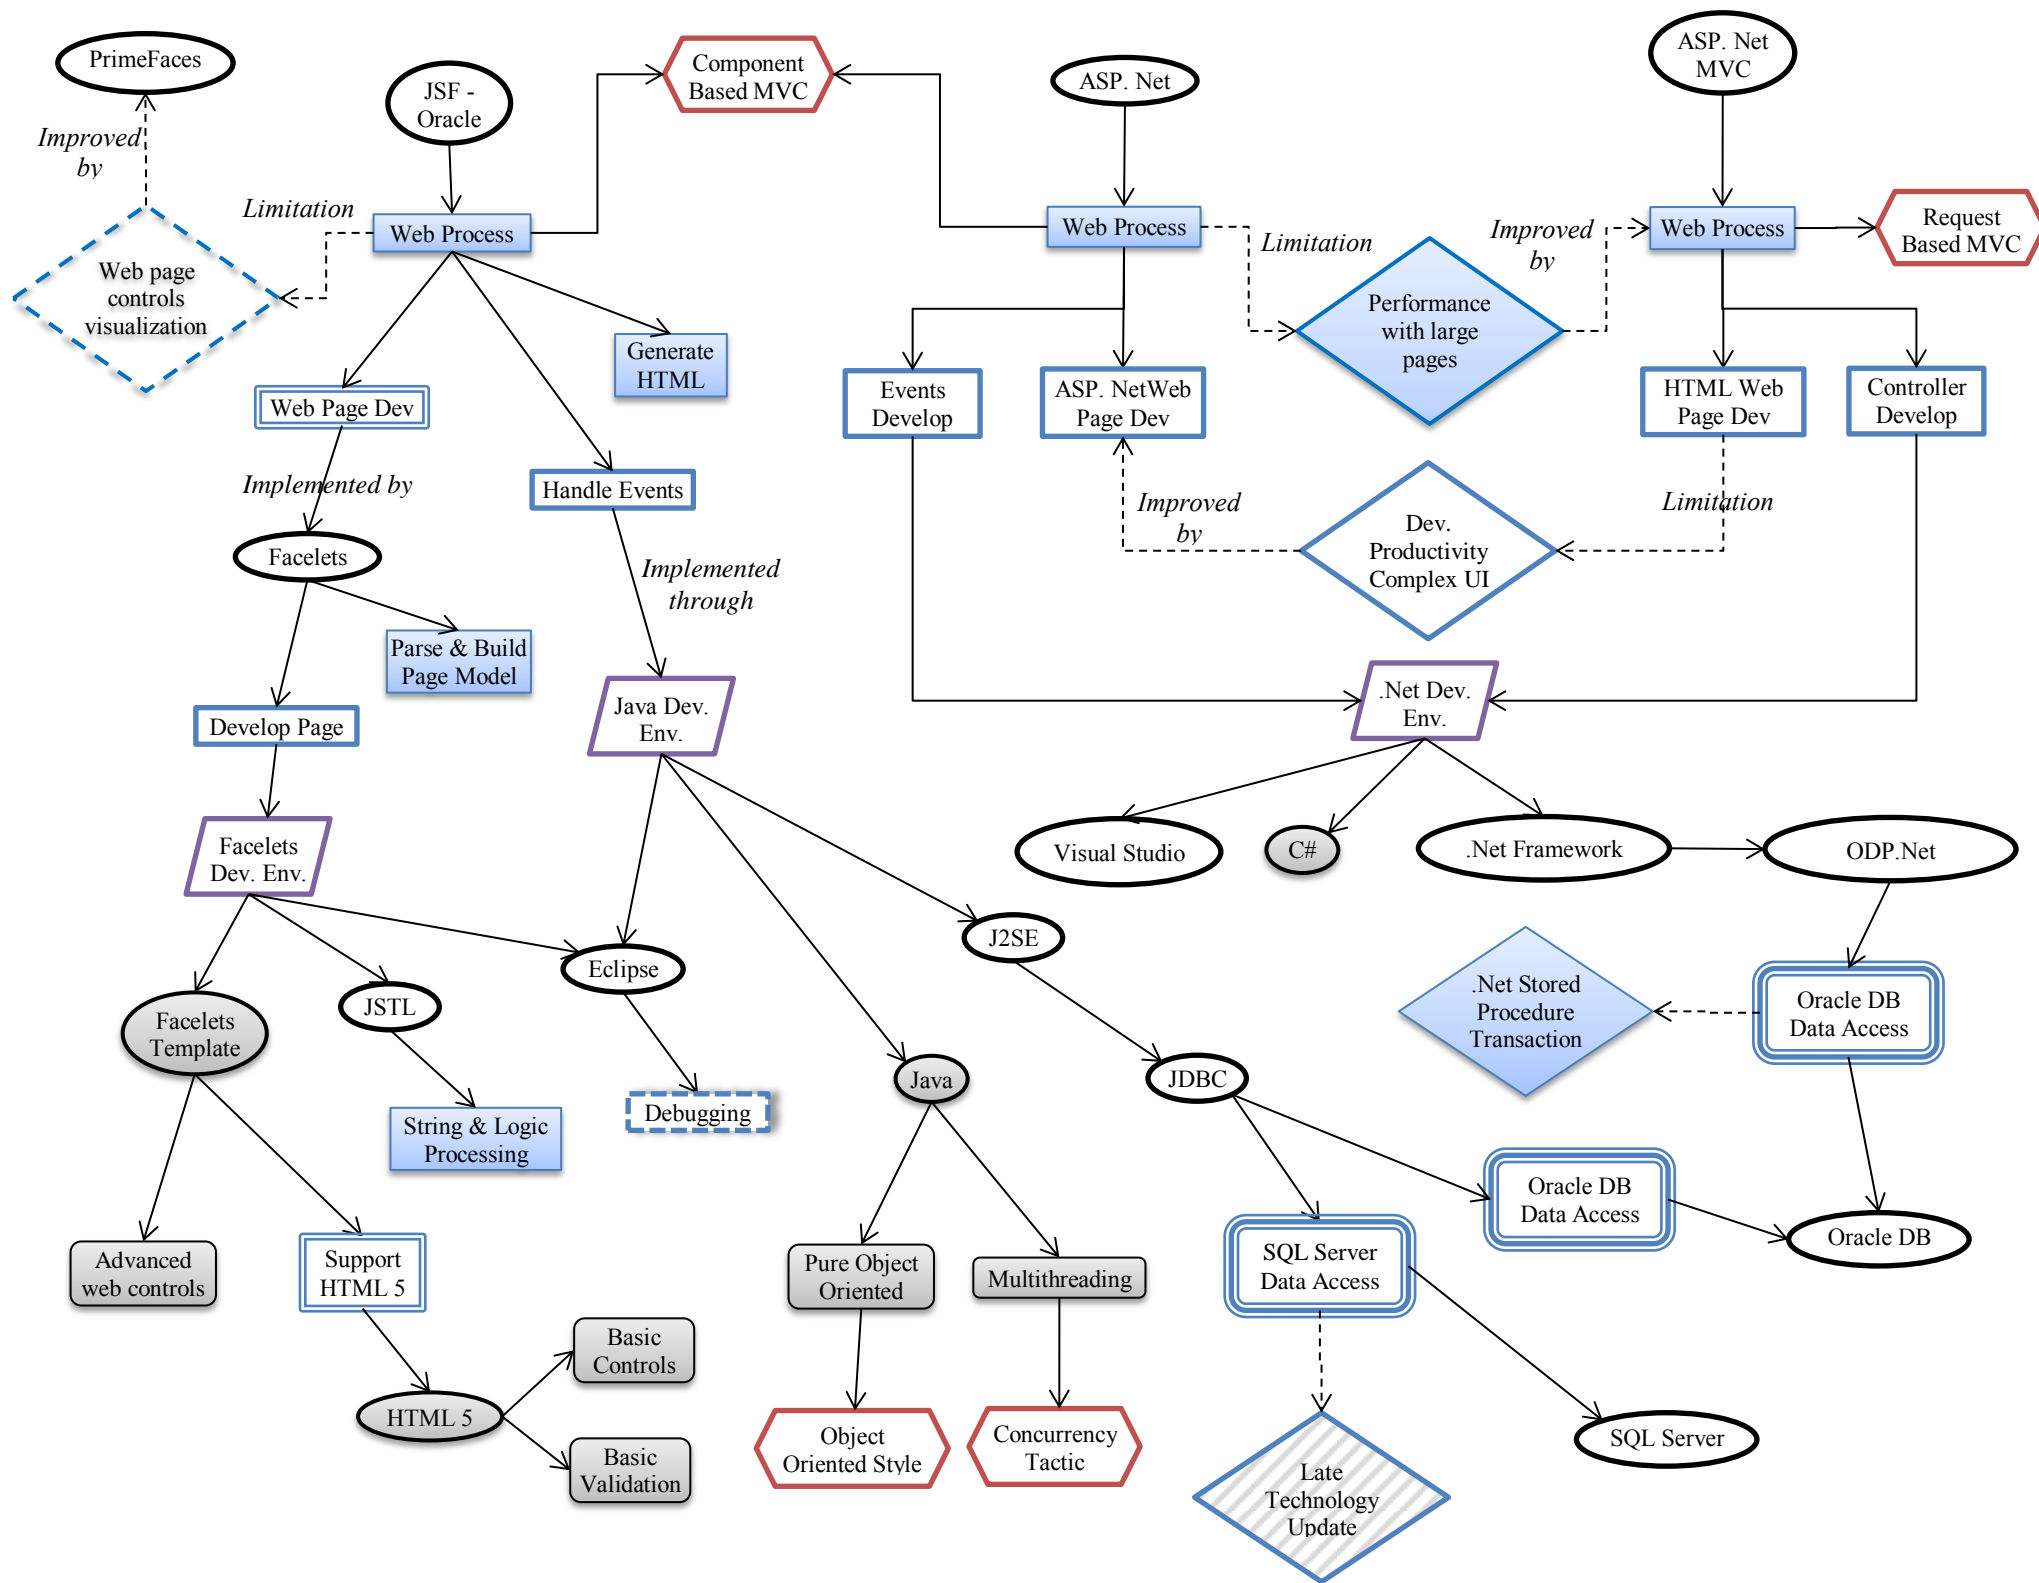 PrimeFaces
JSF -
Oracle
Component
Based MVC
ASP. Net
ASP. Net
MVC
Improved
by
Limitation
Web Process
Web Process
Limitation
Improved
by
Web Process
Request
Based MVC
Web page
controls
visualization
Generate
HTML
Performance
with large
pages
Web Page Dev
Events
Develop
ASP. NetWeb
Page Dev
HTML Web
Page Dev
Controller
Develop
Implemented by
Handle Events
Improved
by
Dev.
Productivity
Complex UI
Limitation
Facelets
Implemented
through
Parse & Build
Page Model
Develop Page
Java Dev.
Env.
.Net Dev.
Env.
Facelets
Dev. Env.
Visual Studio
C#
.Net Framework
ODP.Net
J2SE
Eclipse
JSTL
Facelets
Template
.Net Stored
Procedure
Transaction
Oracle DB
Data Access
Java
JDBC
Debugging
String & Logic
Processing
Oracle DB
Data Access
Oracle DB
Advanced
web controls
Support
HTML 5
Pure Object
Oriented
Multithreading
SQL Server
Data Access
Basic
Controls
HTML 5
Basic
Validation
Object
Oriented Style
Concurrency
Tactic
SQL Server
Late
Technology
Update